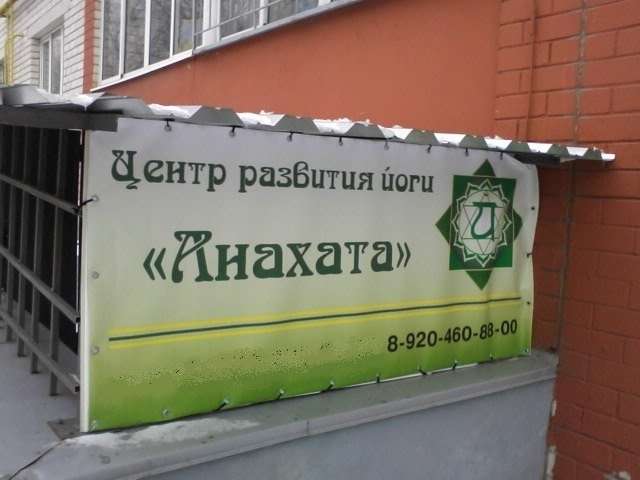 Центр развития йоги
«Анахата»
8-920-460-88-00